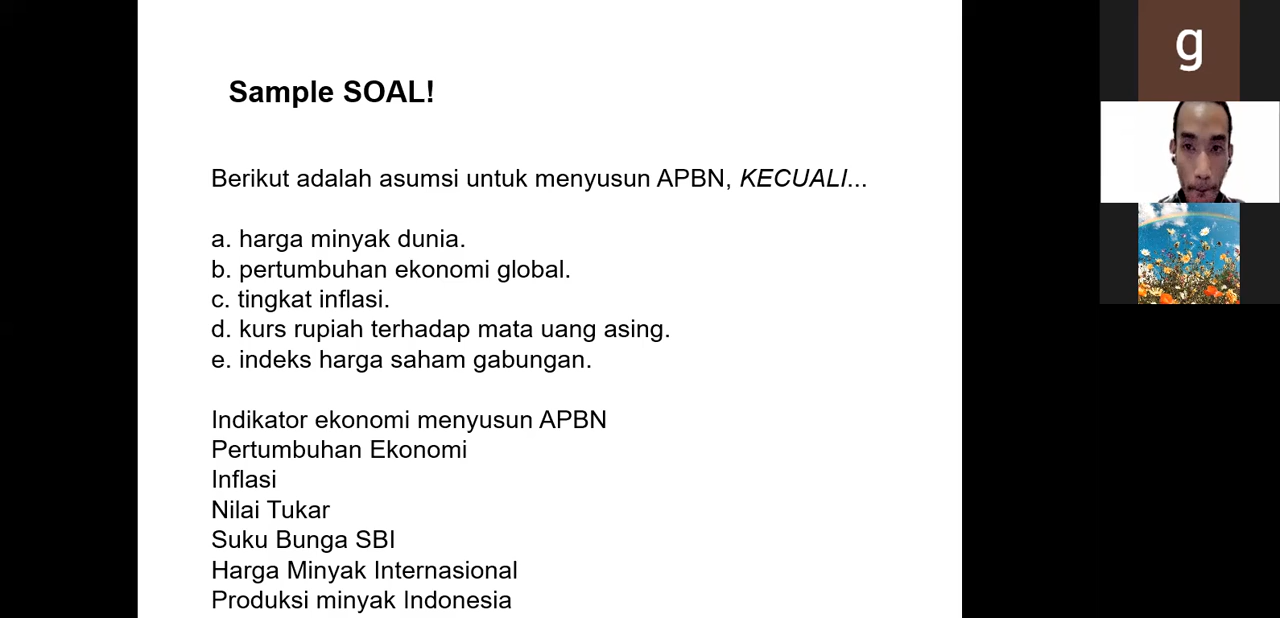 Sample SOAL!
Berikut adalah asumsi untuk menyusun APBN, KECUALI...
a. harga minyak dunia.
b. pertumbuhan ekonomi global.
c. tingkat inflasi.
d. kurs rupiah terhadap mata uang asing.
e. indeks harga saham gabungan.
Indikator ekonomi menyusun APBN
Pertumbuhan Ekonomi
Inflasi
Nilai Tukar
Suku Bunga SBI
Harga Minyak Internasional
Produksi minyak Indonesia
g